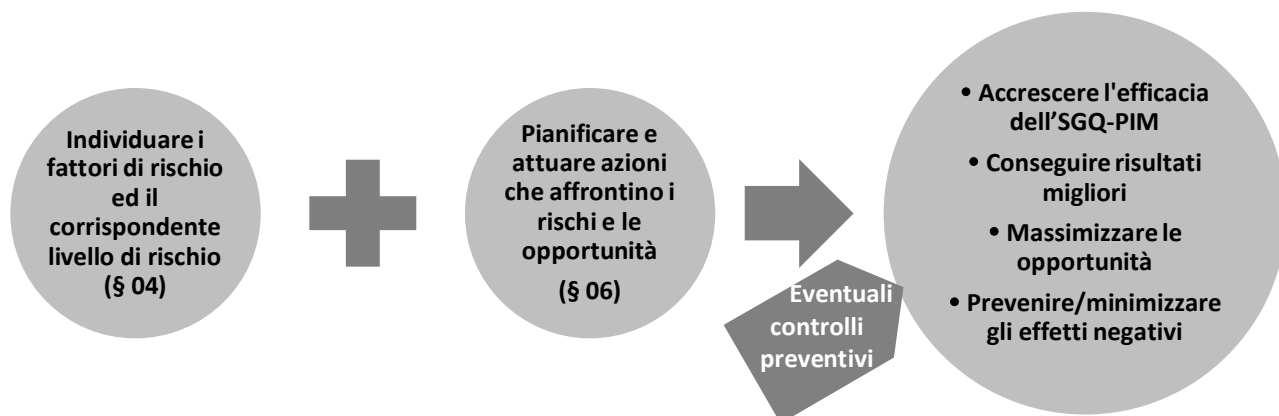 Individuare i
fattori di rischio
ed il
corrispondente
livello di rischio
(§ 04)
Pianificare e
attuare azioni
che affrontino i
rischi e le
opportunità
(§ 06)
Eventuali
controlli
preventivi
• Accrescere l'efficacia
dell’SGQ-PIM
• Conseguire risultati
migliori
• Massimizzare le
opportunità
• Prevenire/minimizzare
gli effetti negativi